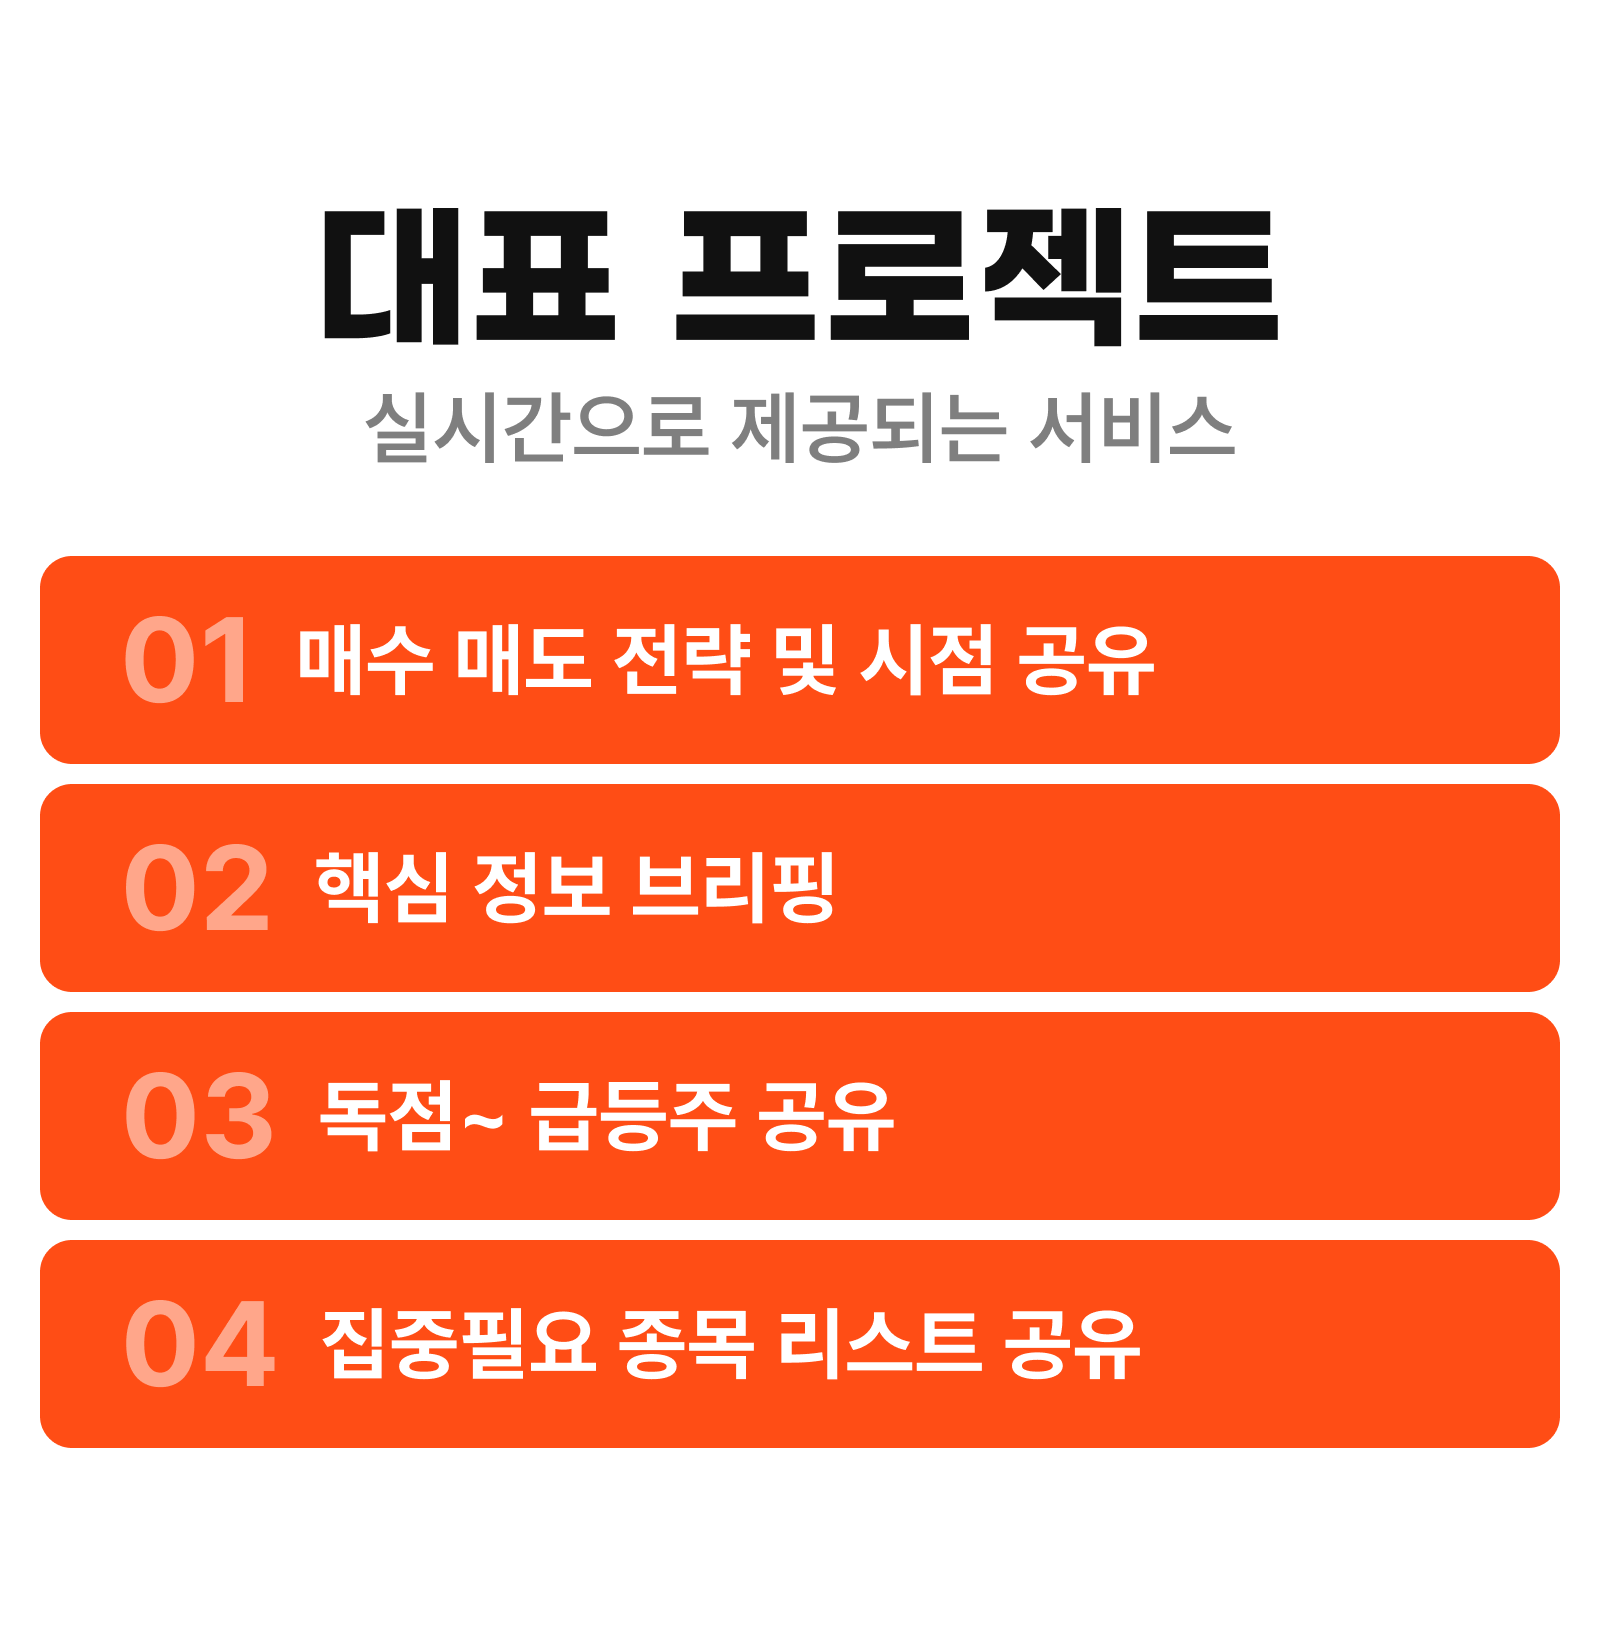 대표 프로젝트
실시간으로 제공되는 서비스
01 매수 매도 전략 및 시점 공유
02 핵심 정보 브리핑
03 독점~ 급등주 공유
04 집중필요 종목 리스트 공유